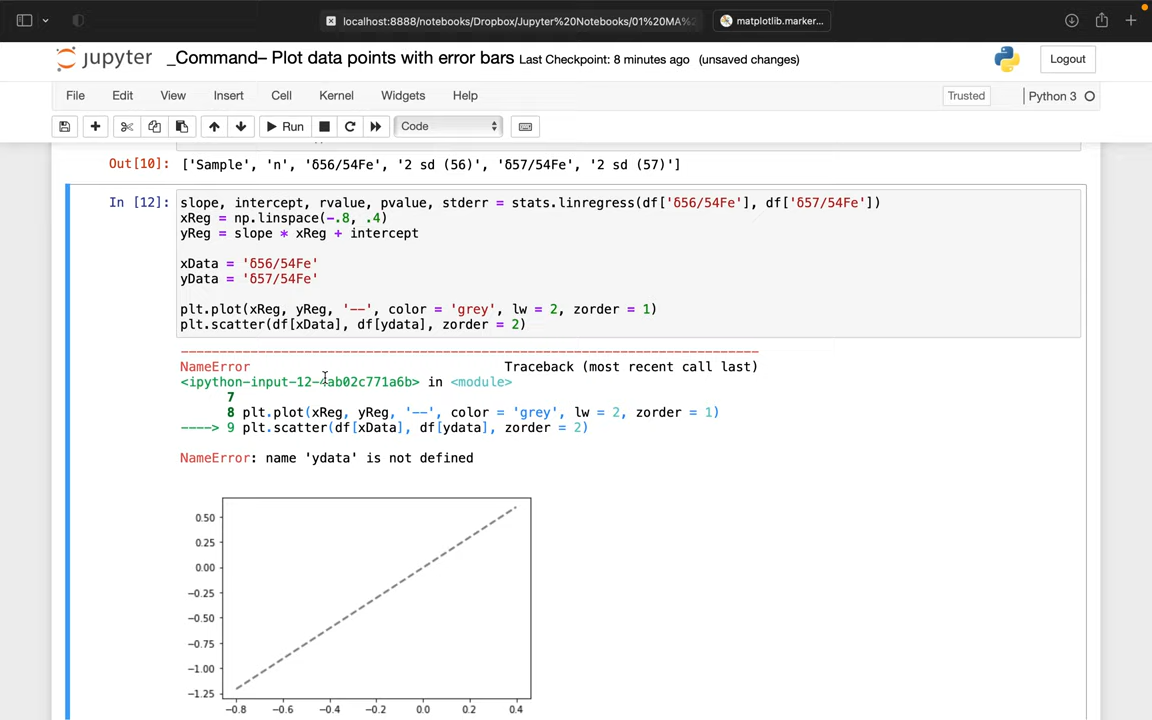 localhost:8888/notebooks/Dropbox/Jupyter%20Notebooks/01%20MA%2
matplotlib.marker...
jupyter _Command– Plot data points with error bars Last Checkpoint: 8 minutes ago (unsaved changes)
Logout
File Edit View Insert Cell Kernel Widgets Help
Trusted
Python 3
Run
Code
Out[10]: ['Sample', 'n', 'δ56/54Fe', '2 sd (56)', 'δ57/54Fe', '2 sd (57)']
In [12]: slope, intercept, rvalue, pvalue, stderr = stats.linregress(df['δ56/54Fe'], df['δ57/54Fe'])
xReg = np.linspace(-.8, .4)
yReg = slope * xReg + intercept
xData = 'δ56/54Fe'
yData = 'δ57/54Fe'
plt.plot(xReg, yReg, '--', color = 'grey', lw = 2, zorder = 1)
plt.scatter(df[xData], df[ydata], zorder = 2)
---------------------------------------------------------------------------
NameError Traceback (most recent call last)
<ipython-input-12-4ab02c771a6b> in <module>
7
8 plt.plot(xReg, yReg, '--', color = 'grey', lw = 2, zorder = 1)
----> 9 plt.scatter(df[xData], df[ydata], zorder = 2)
NameError: name 'ydata' is not defined
0.50
0.25
0.00
−0.25
−0.50
−0.75
−1.00
−1.25
−0.8 −0.6 −0.4 −0.2 0.0 0.2 0.4